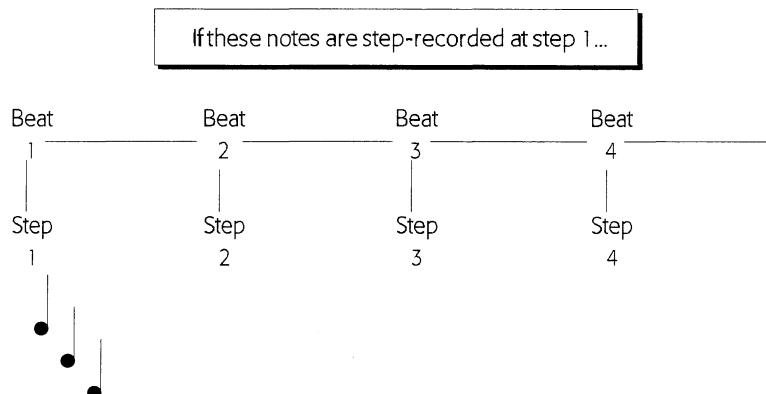 If these notes are step-recorded at step 1...
Beat Beat Beat Beat
1 2 3 4
Step Step Step Step
1 2 3 4